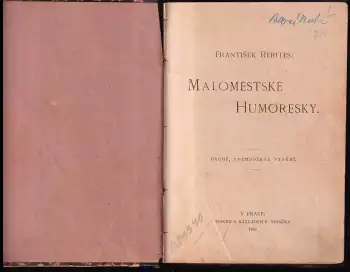 FRANTIŠEK HERITES:
MALOMĚSTSKÉ
HUMORESKY.
DRUHÉ, ROZMNOŽENÉ VYDÁNÍ.
V PRAZE.
TISKEM A NÁKLADEM F. ŠIMÁČKA